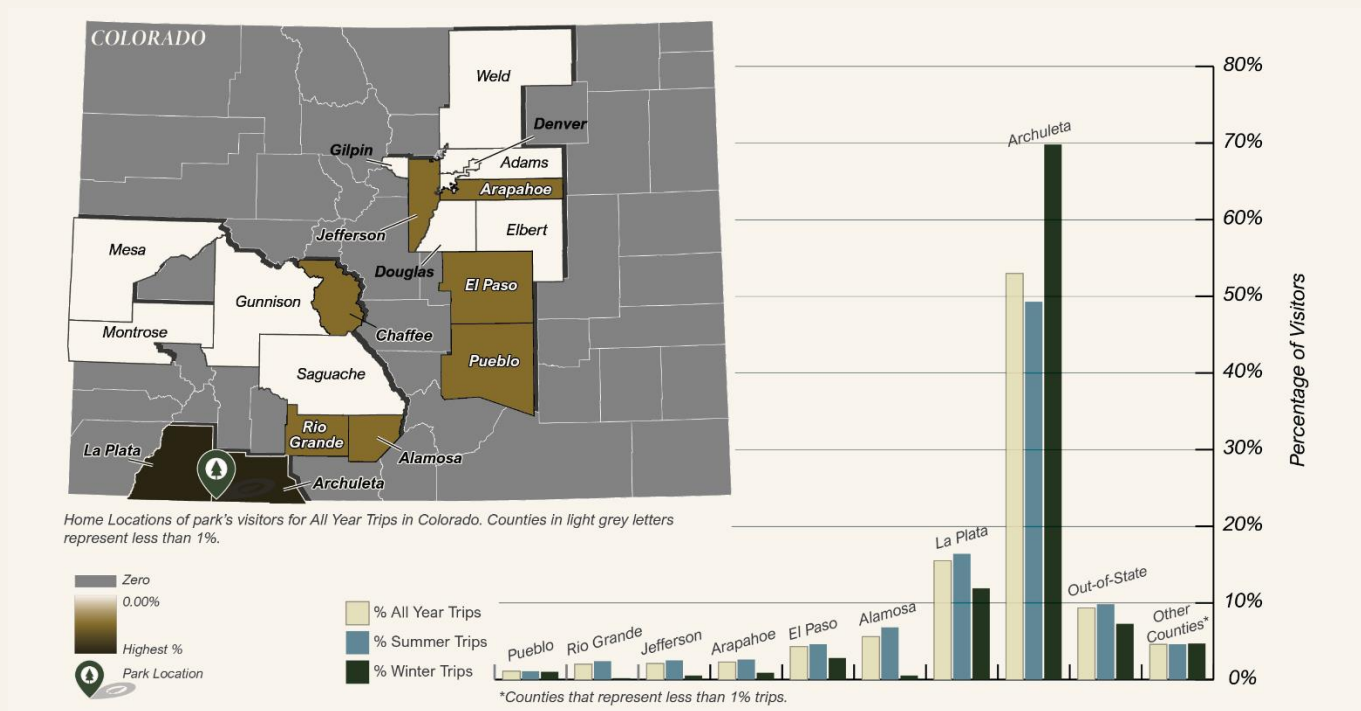 COLORADO
Weld
Denver
Gilpin
Adams
Arapahoe
Jefferson
Elbert
Mesa
Douglas
El Paso
Gunnison
Montrose
Chaffee
Pueblo
Saguache
Rio
Grande
La Plata
Alamosa
Archuleta
Home Locations of park's visitors for All Year Trips in Colorado. Counties in light grey letters
represent less than 1%.
Zero
0.00%
Highest %
Park Location
% All Year Trips
% Summer Trips
% Winter Trips
Pueblo
Rio Grande
Jefferson
Arapahoe
El Paso
Alamosa
La Plata
Archuleta
Out-of-State
Other
Counties*
80%
70%
60%
50%
40%
30%
20%
10%
0%
Percentage of Visitors
*Counties that represent less than 1% trips.